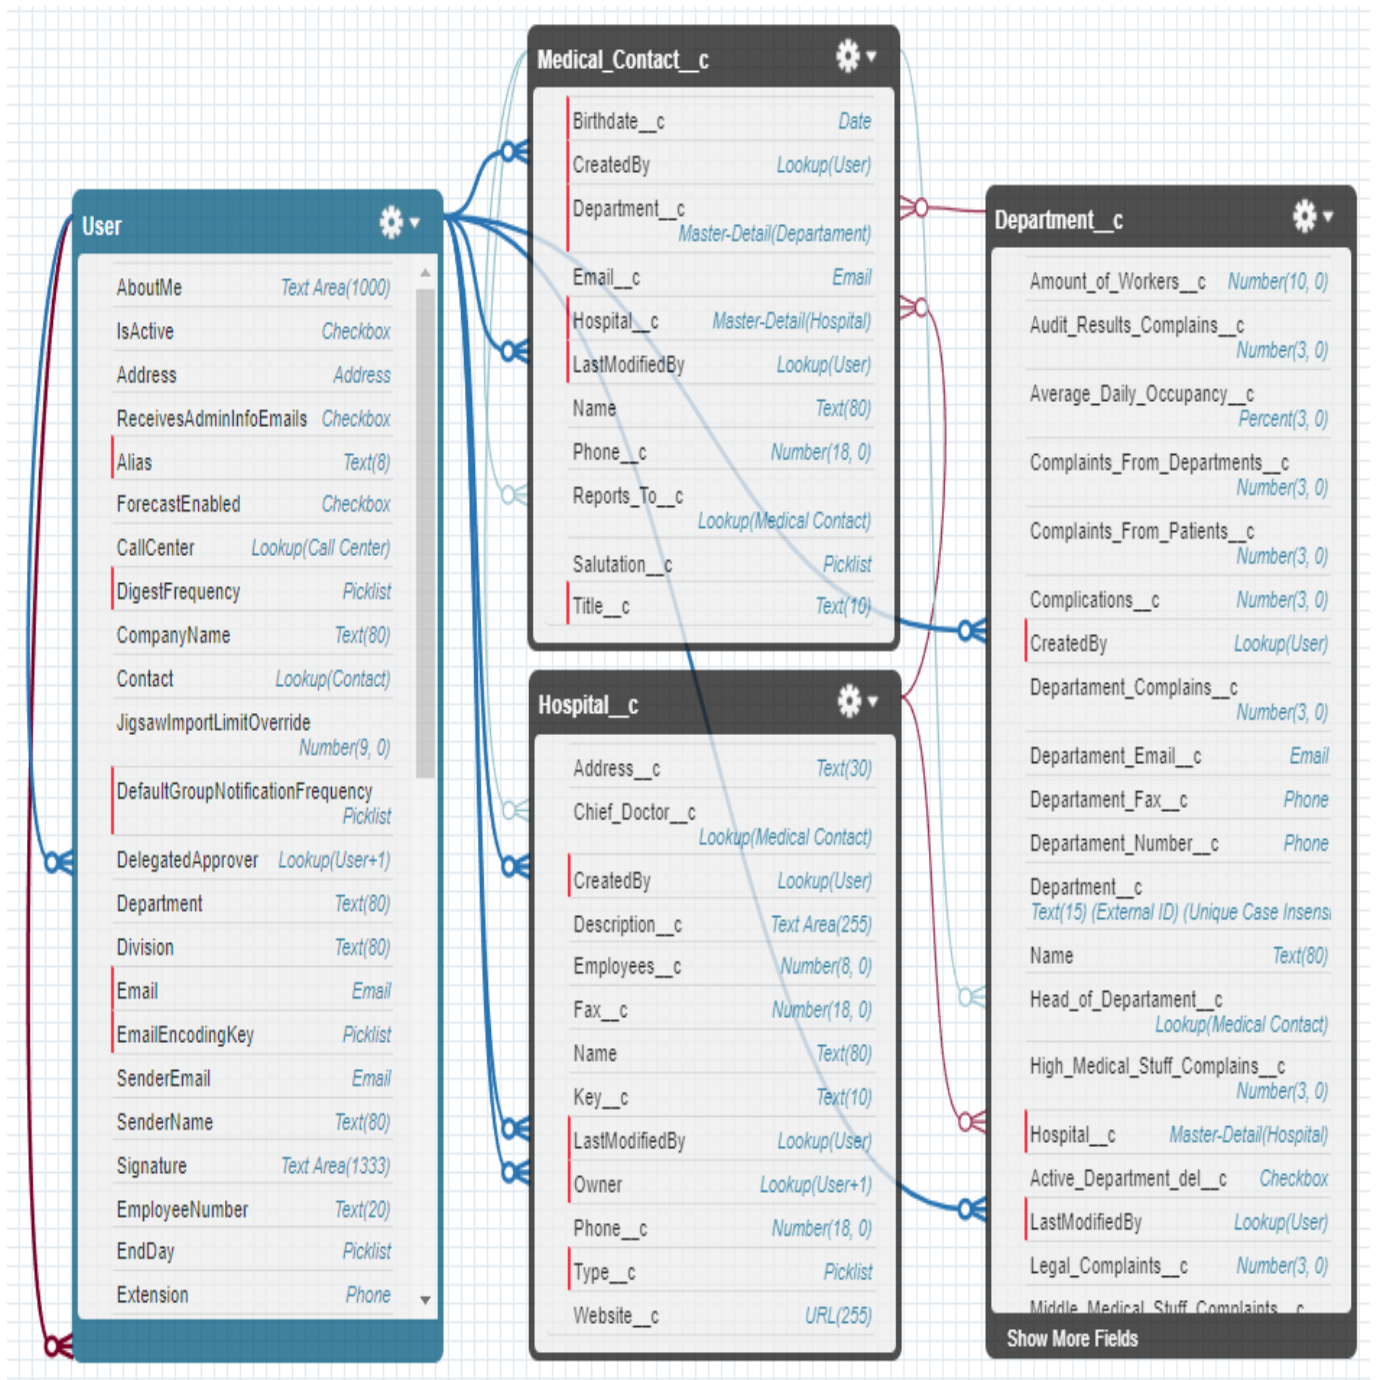 User
AboutMe Text Area(1000)
IsActive Checkbox
Address Address
ReceivesAdminInfoEmails Checkbox
Alias Text(8)
ForecastEnabled Checkbox
CallCenter Lookup(Call Center)
DigestFrequency Picklist
CompanyName Text(80)
Contact Lookup(Contact)
JigsawImportLimitOverride
Number(9, 0)
DefaultGroupNotificationFrequency
Picklist
DelegatedApprover Lookup(User+1)
Department Text(80)
Division Text(80)
Email Email
EmailEncodingKey Picklist
SenderEmail Email
SenderName Text(80)
Signature Text Area(1333)
EmployeeNumber Text(20)
EndDay Picklist
Extension Phone
Medical_Contact__c
Birthdate__c Date
CreatedBy Lookup(User)
Department__c
Master-Detail(Departament)
Email__c Email
Hospital__c Master-Detail(Hospital)
LastModifiedBy Lookup(User)
Name Text(80)
Phone__c Number(18, 0)
Reports_To__c
Lookup(Medical Contact)
Salutation__c Picklist
Title__c Text(10)
Hospital__c
Address__c Text(30)
Chief_Doctor__c
Lookup(Medical Contact)
CreatedBy Lookup(User)
Description__c Text Area(255)
Employees__c Number(8, 0)
Fax__c Number(18, 0)
Name Text(80)
Key__c Text(10)
LastModifiedBy Lookup(User)
Owner Lookup(User+1)
Phone__c Number(18, 0)
Type__c Picklist
Website__c URL(255)
Department__c
Amount_of_Workers__c Number(10, 0)
Audit_Results_Complains__c
Number(3, 0)
Average_Daily_Occupancy__c
Percent(3, 0)
Complaints_From_Departments__c
Number(3, 0)
Complaints_From_Patients__c
Number(3, 0)
Complications__c Number(3, 0)
CreatedBy Lookup(User)
Departament_Complains__c
Number(3, 0)
Departament_Email__c Email
Departament_Fax__c Phone
Departament_Number__c Phone
Department__c
Text(15) (External ID) (Unique Case Insensi
Name Text(80)
Head_of_Departament__c
Lookup(Medical Contact)
High_Medical_Stuff_Complains__c
Number(3, 0)
Hospital__c Master-Detail(Hospital)
Active_Department_del__c Checkbox
LastModifiedBy Lookup(User)
Legal_Complaints__c Number(3, 0)
Middle_Medical_Stuff_Complaints__c
Show More Fields